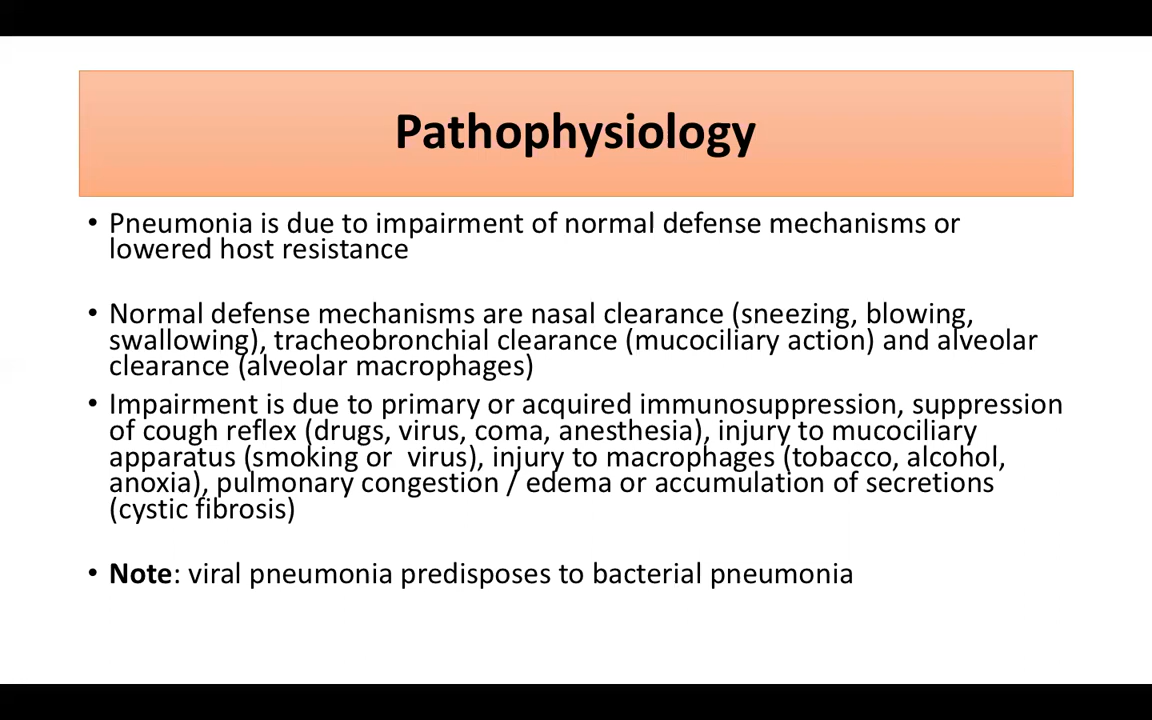 Pathophysiology
• Pneumonia is due to impairment of normal defense mechanisms or
lowered host resistance
• Normal defense mechanisms are nasal clearance (sneezing, blowing,
swallowing), tracheobronchial clearance (mucociliary action) and alveolar
clearance (alveolar macrophages)
• Impairment is due to primary or acquired immunosuppression, suppression
of cough reflex (drugs, virus, coma, anesthesia), injury to mucociliary
apparatus (smoking or  virus), injury to macrophages (tobacco, alcohol,
anoxia), pulmonary congestion / edema or accumulation of secretions
(cystic fibrosis)
• Note: viral pneumonia predisposes to bacterial pneumonia